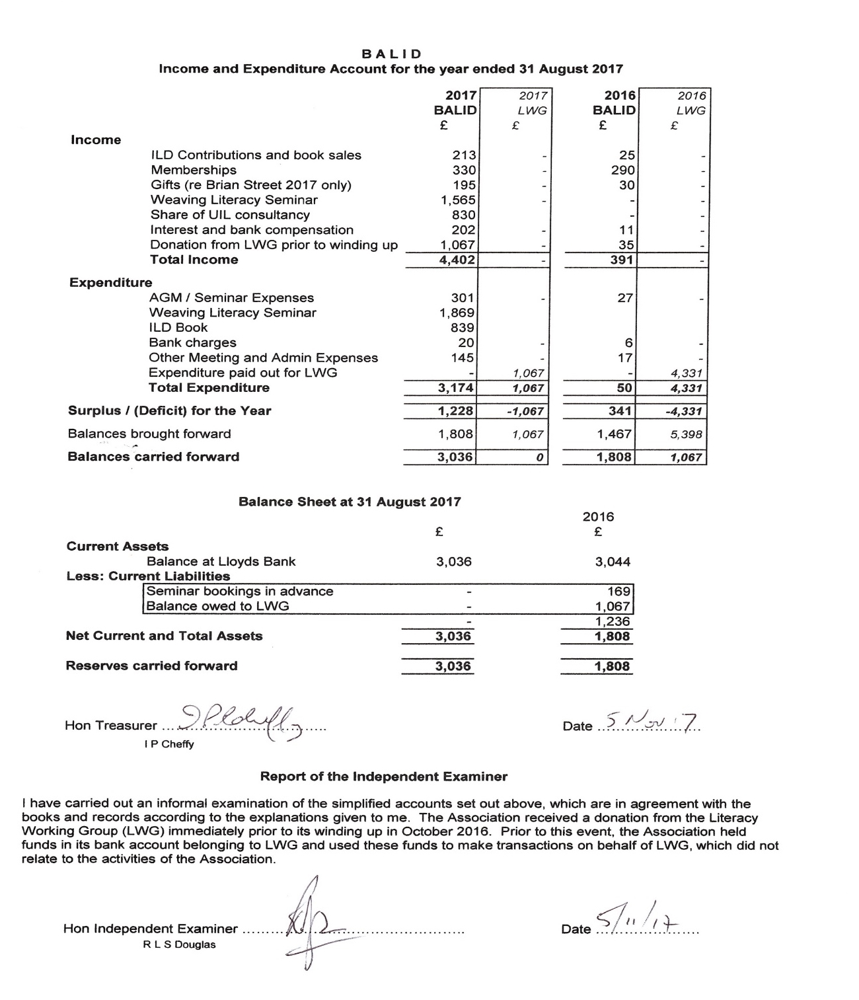 B A L I D
Income and Expenditure Account for the year ended 31 August 2017
2017 2017 2016 2016
BALID LWG BALID LWG
£ £ £ £
Income
ILD Contributions and book sales 213 - 25 -
Memberships 330 - 290 -
Gifts (re Brian Street 2017 only) 195 - 30 -
Weaving Literacy Seminar 1,565 - - -
Share of UIL consultancy 830 - -
Interest and bank compensation 202 - 11 -
Donation from LWG prior to winding up 1,067 - 35 -
Total Income 4,402 - 391 -
Expenditure
AGM / Seminar Expenses 301 - 27 -
Weaving Literacy Seminar 1,869
ILD Book 839
Bank charges 20 - 6 -
Other Meeting and Admin Expenses 145 - 17 -
Expenditure paid out for LWG - 1,067 - 4,331
Total Expenditure 3,174 1,067 50 4,331
Surplus / (Deficit) for the Year 1,228 -1,067 341 -4,331
Balances brought forward 1,808 1,067 1,467 5,398
Balances carried forward 3,036 0 1,808 1,067
Balance Sheet at 31 August 2017
2016
£ £
Current Assets
Balance at Lloyds Bank 3,036 3,044
Less: Current Liabilities
Seminar bookings in advance - 169
Balance owed to LWG - 1,067
- 1,236
Net Current and Total Assets 3,036 1,808
Reserves carried forward 3,036 1,808
Hon Treasurer ... Date 5 Nov 17
I P Cheffy
Report of the Independent Examiner
I have carried out an informal examination of the simplified accounts set out above, which are in agreement with the
books and records according to the explanations given to me. The Association received a donation from the Literacy
Working Group (LWG) immediately prior to its winding up in October 2016. Prior to this event, the Association held
funds in its bank account belonging to LWG and used these funds to make transactions on behalf of LWG, which did not
relate to the activities of the Association.
Hon Independent Examiner ... Date 5/11/17
R L S Douglas